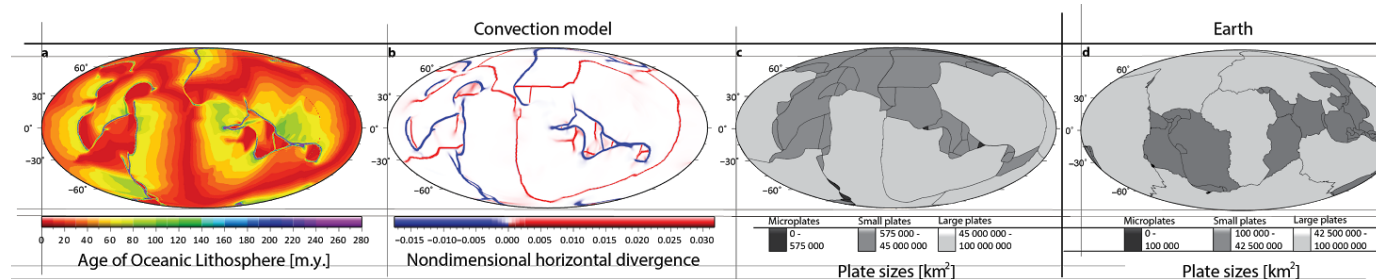 Convection model
Earth
a
b
c
d
60°
30°
0°
−30°
−60°
60°
30°
0°
−30°
−60°
60°
30°
0°
−30°
−60°
60°
30°
0°
−30°
−60°
0 20 40 60 80 100 120 140 160 180 200 220 240 260 280
Age of Oceanic Lithosphere [m.y.]
−0.015 −0.010 −0.005 0.000 0.005 0.010 0.015 0.020 0.025 0.030
Nondimensional horizontal divergence
Microplates Small plates Large plates
0 - 575 000 - 45 000 000 -
575 000 45 000 000 100 000 000
Plate sizes [km²]
Microplates Small plates Large plates
0 - 100 000 - 42 500 000 -
100 000 42 500 000 100 000 000
Plate sizes [km²]